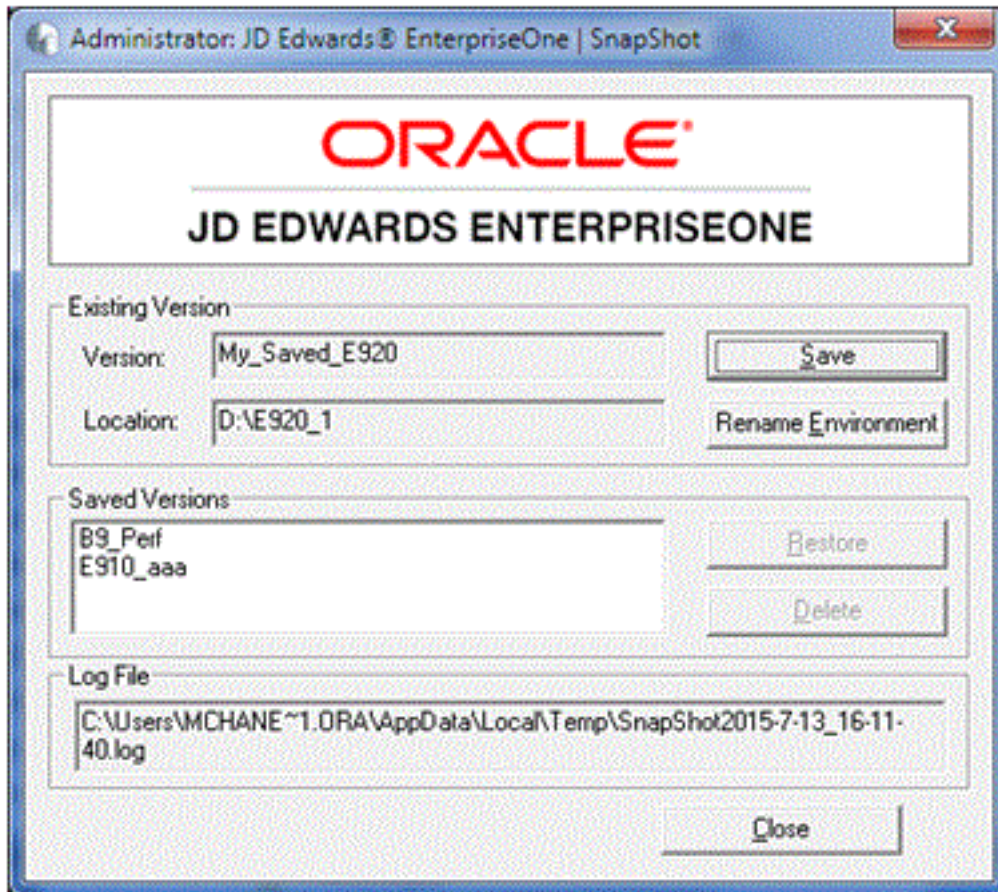 Administrator: JD Edwards® EnterpriseOne | SnapShot
ORACLE®
JD EDWARDS ENTERPRISEONE
Existing Version
Version: My_Saved_E920 Save
Location: D:\E920_1 Rename Environment
Saved Versions
B9_Perf
E910_aaa
Restore
Delete
Log File
C:\Users\MCHANE~1.ORA\AppData\Local\Temp\SnapShot2015-7-13_16-11-
40.log
Close